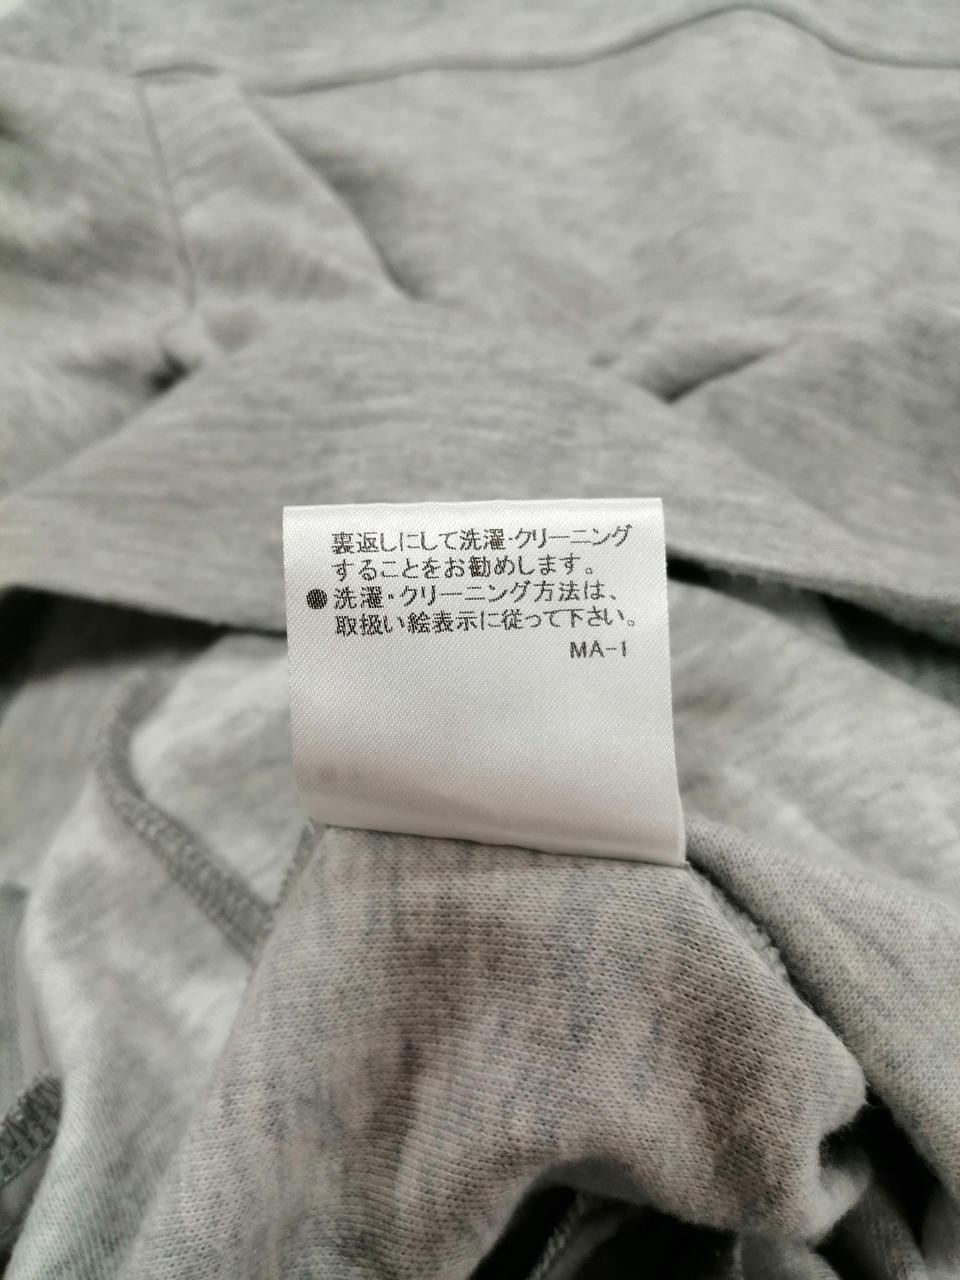 裏返しにして洗濯・クリーニング
することをお勧めします。
●洗濯・クリーニング方法は、
取扱い絵表示に従って下さい。
MA-1